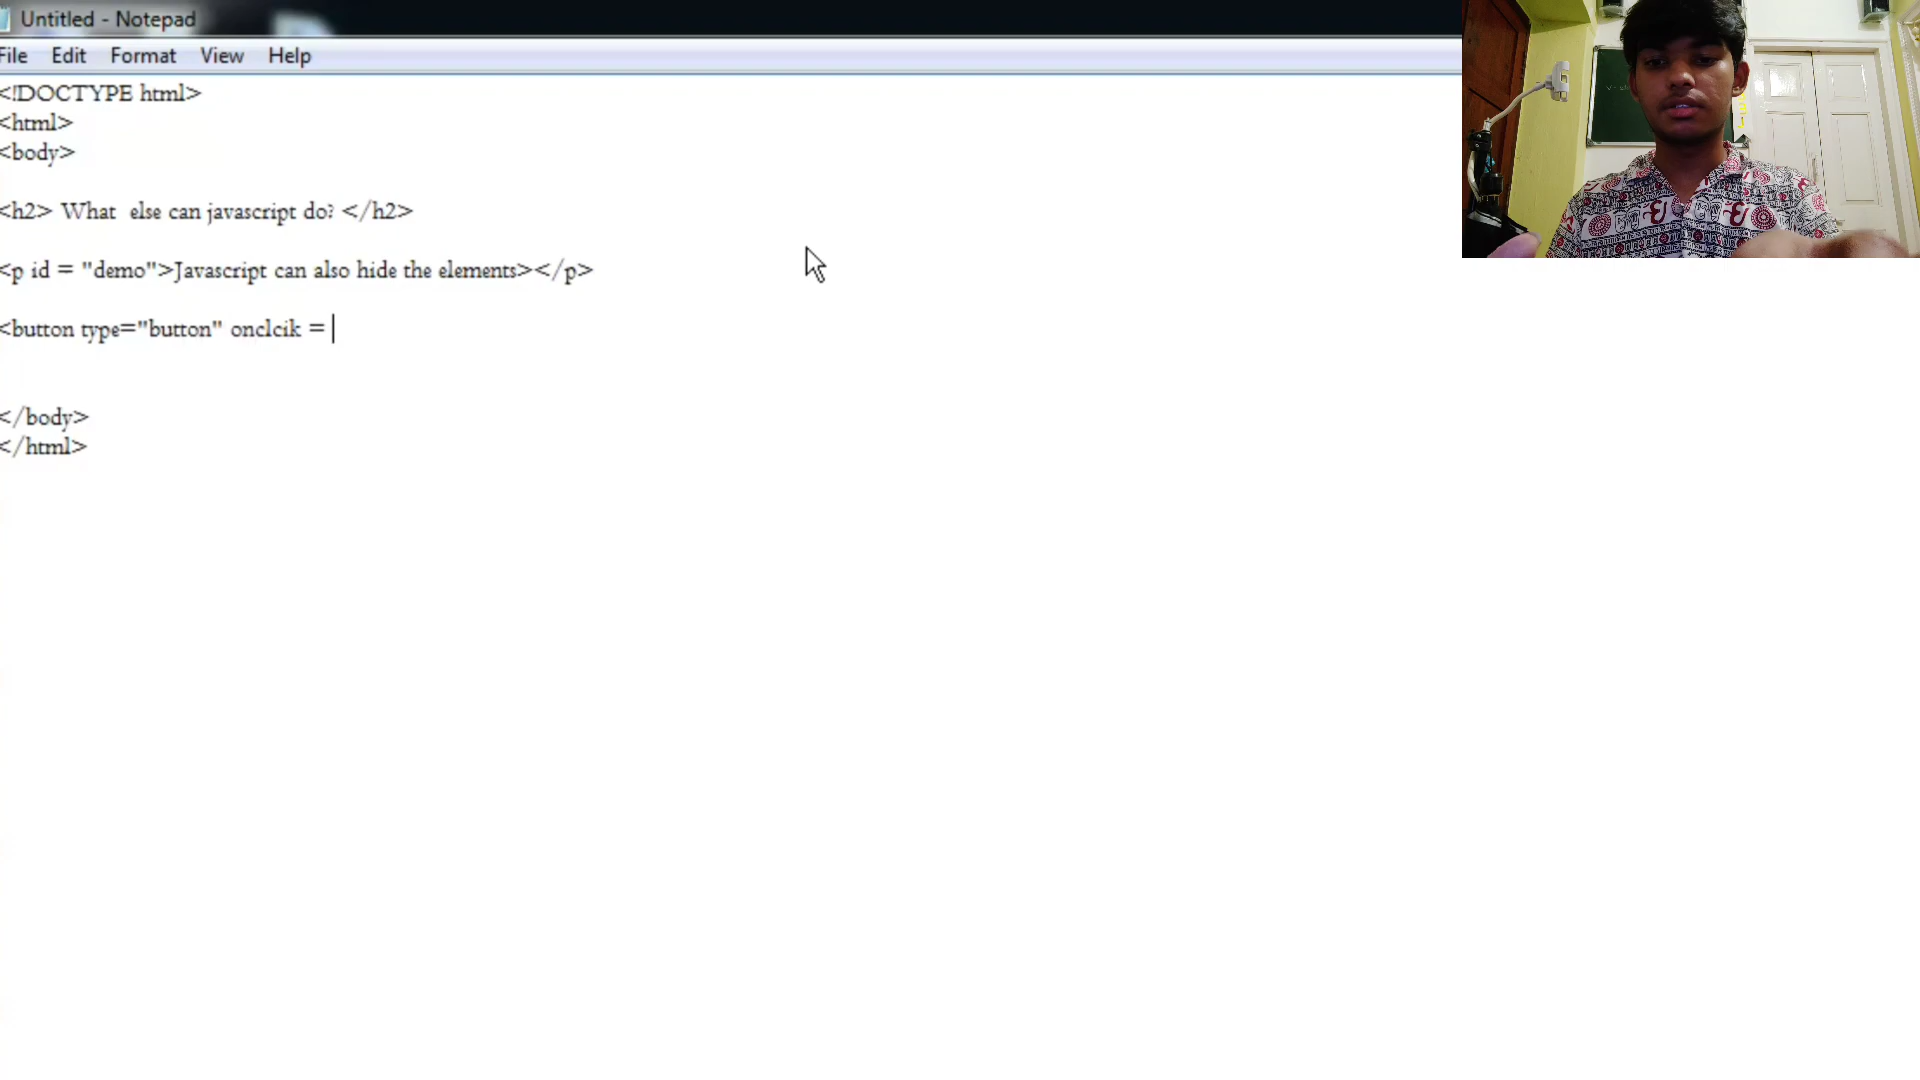 Untitled - Notepad
File Edit Format View Help
<!DOCTYPE html>
<html>
<body>
<h2> What  else can javascript do? </h2>
<p id = "demo">Javascript can also hide the elements></p>
<button type="button" onclcik =
</body>
</html>